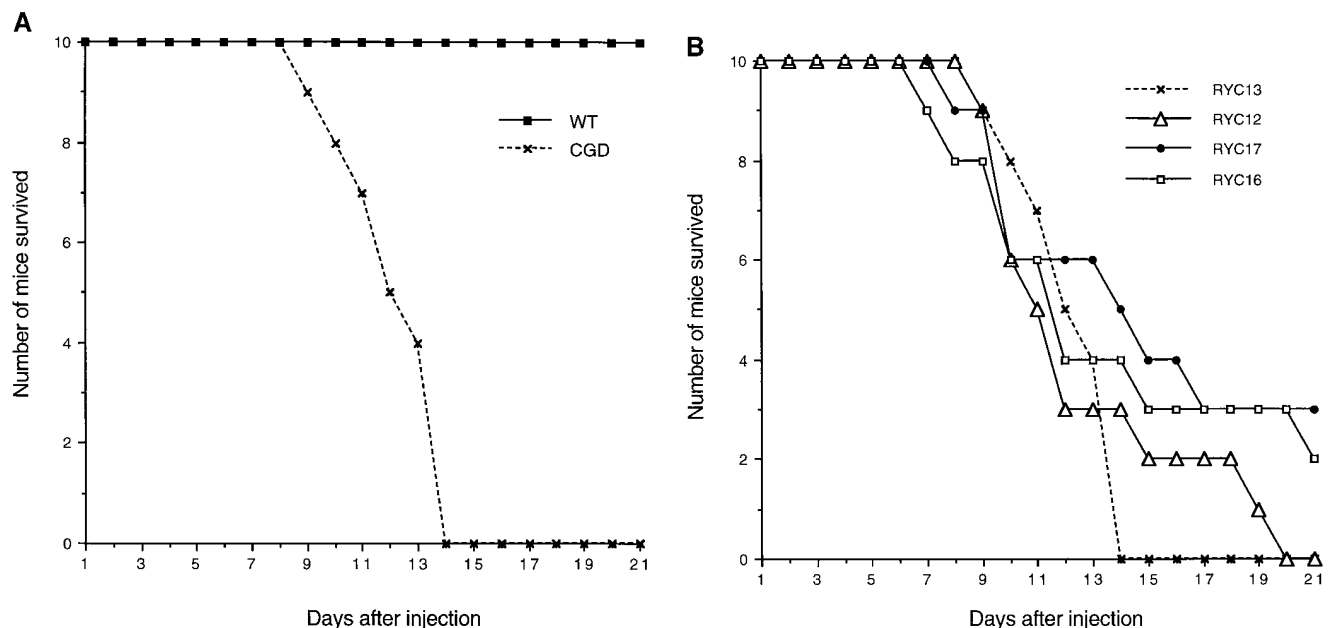 A
10
8
6
4
2
0
Number of mice survived
WT
CGD
1 3 5 7 9 11 13 15 17 19 21
Days after injection
B
10
8
6
4
2
0
Number of mice survived
RYC13
RYC12
RYC17
RYC16
1 3 5 7 9 11 13 15 17 19 21
Days after injection